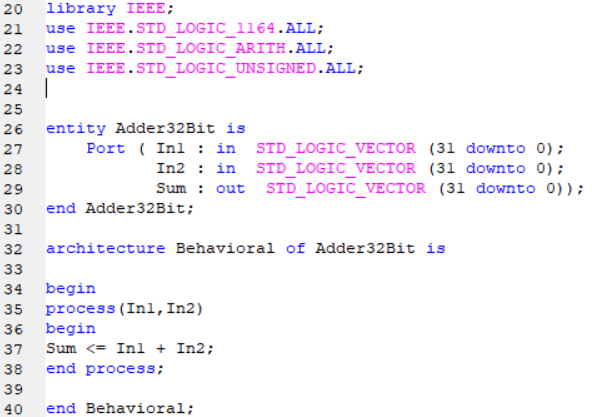 20 library IEEE;
21 use IEEE.STD_LOGIC_1164.ALL;
22 use IEEE.STD_LOGIC_ARITH.ALL;
23 use IEEE.STD_LOGIC_UNSIGNED.ALL;
24
25
26 entity Adder32Bit is
27     Port ( In1 : in  STD_LOGIC_VECTOR (31 downto 0);
28            In2 : in  STD_LOGIC_VECTOR (31 downto 0);
29            Sum : out  STD_LOGIC_VECTOR (31 downto 0));
30 end Adder32Bit;
31
32 architecture Behavioral of Adder32Bit is
33
34 begin
35 process(In1,In2)
36 begin
37 Sum <= In1 + In2;
38 end process;
39
40 end Behavioral;